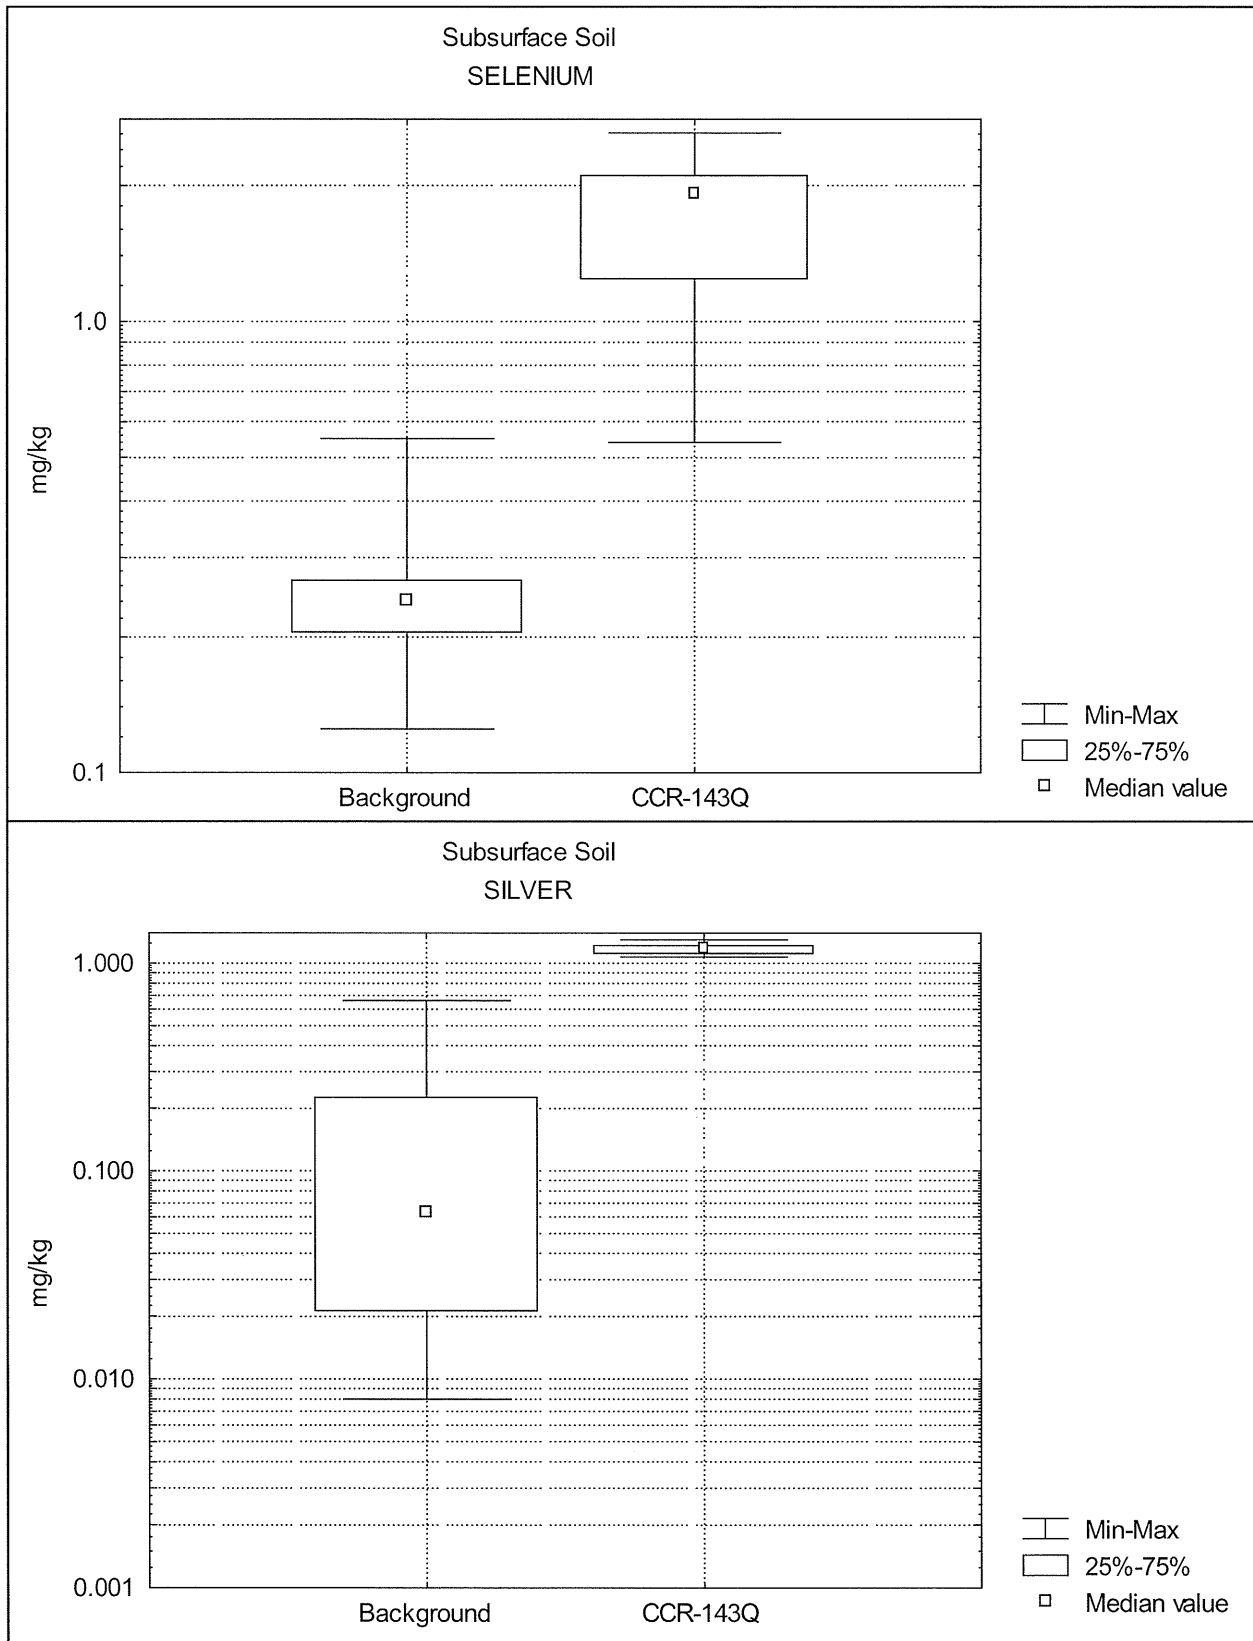 Subsurface Soil
SELENIUM
1.0
mg/kg
0.1
Background CCR-143Q
Min-Max
25%-75%
Median value
Subsurface Soil
SILVER
1.000
0.100
mg/kg
0.010
0.001
Background CCR-143Q
Min-Max
25%-75%
Median value